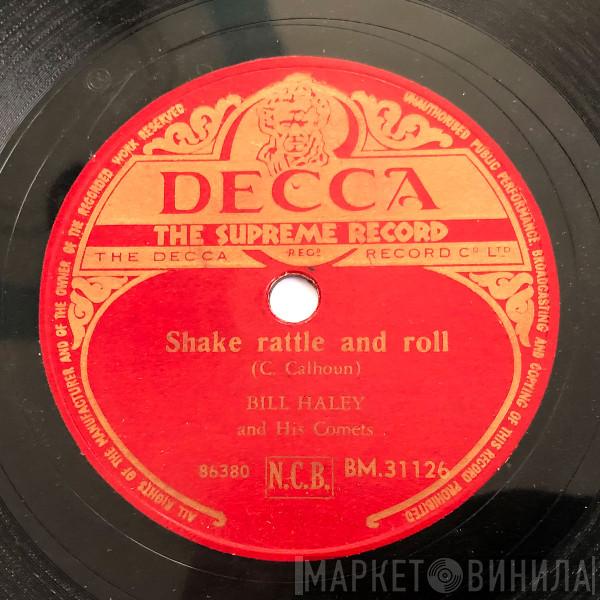 ALL RIGHTS OF THE MANUFACTURER AND OF THE OWNER OF THE RECORDED WORK RESERVED
UNAUTHORISED PUBLIC PERFORMANCE, BROADCASTING AND COPYING OF THIS RECORD PROHIBITED
DECCA
THE SUPREME RECORD
THE DECCA REGD RECORD CO LTD
Shake rattle and roll
(C. Calhoun)
BILL HALEY
and His Comets
86380 N.C.B. BM.31126
МАРКЕТ ВИНИЛА